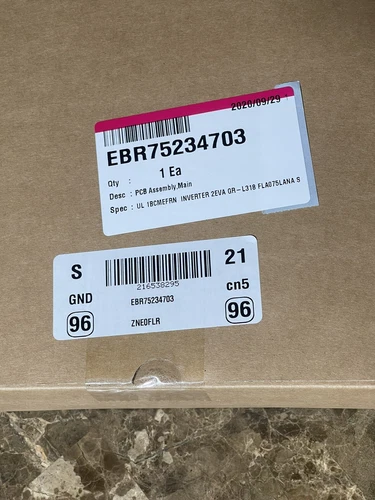 2020/09/29
EBR75234703
Qty : 1 Ea
Desc : PCB Assembly,Main
Spec : UL 1BCMEFRN INVERTER 2EVA GR-L318 FLA075LANA S
S 21
216538295
GND EBR75234703 cn5
96 ZNE0FLR 96